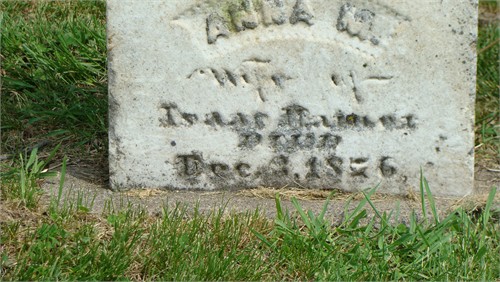 ANNA M.
Wife of
Isaac
DIED
Dec. 3, 1856.